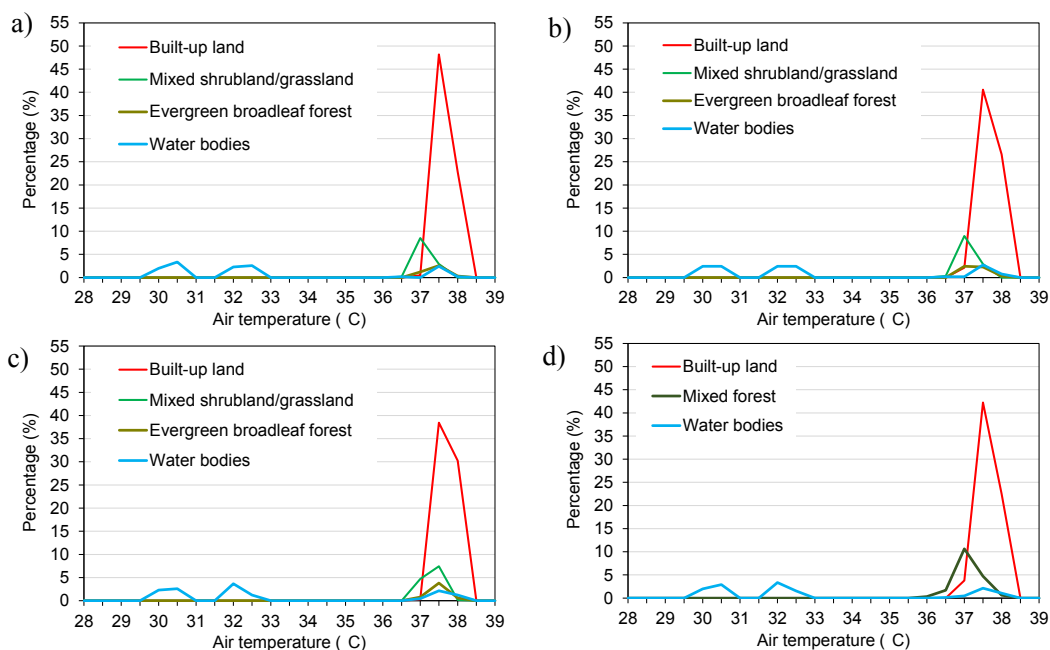 a)
55
50
45
40
35
30
25
20
15
10
5
0
Percentage (%)
Built-up land
Mixed shrubland/grassland
Evergreen broadleaf forest
Water bodies
28 29 30 31 32 33 34 35 36 37 38 39
Air temperature ( C)
b)
55
50
45
40
35
30
25
20
15
10
5
0
Percentage (%)
Built-up land
Mixed shrubland/grassland
Evergreen broadleaf forest
Water bodies
28 29 30 31 32 33 34 35 36 37 38 39
Air temperature ( C)
c)
55
50
45
40
35
30
25
20
15
10
5
0
Percentage (%)
Built-up land
Mixed shrubland/grassland
Evergreen broadleaf forest
Water bodies
28 29 30 31 32 33 34 35 36 37 38 39
Air temperature ( C)
d)
55
50
45
40
35
30
25
20
15
10
5
0
Percentage (%)
Built-up land
Mixed forest
Water bodies
28 29 30 31 32 33 34 35 36 37 38 39
Air temperature ( C)